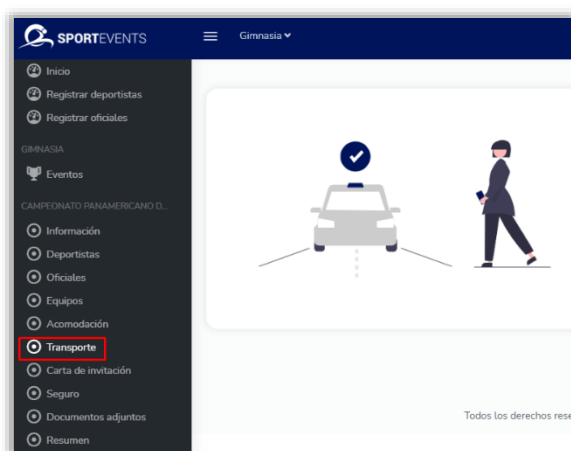 SPORTEVENTS
Gimnasia
Inicio
Registrar deportistas
Registrar oficiales
GIMNASIA
Eventos
CAMPEONATO PANAMERICANO D...
Información
Deportistas
Oficiales
Equipos
Acomodación
Transporte
Carta de invitación
Seguro
Documentos adjuntos
Resumen
Todos los derechos rese